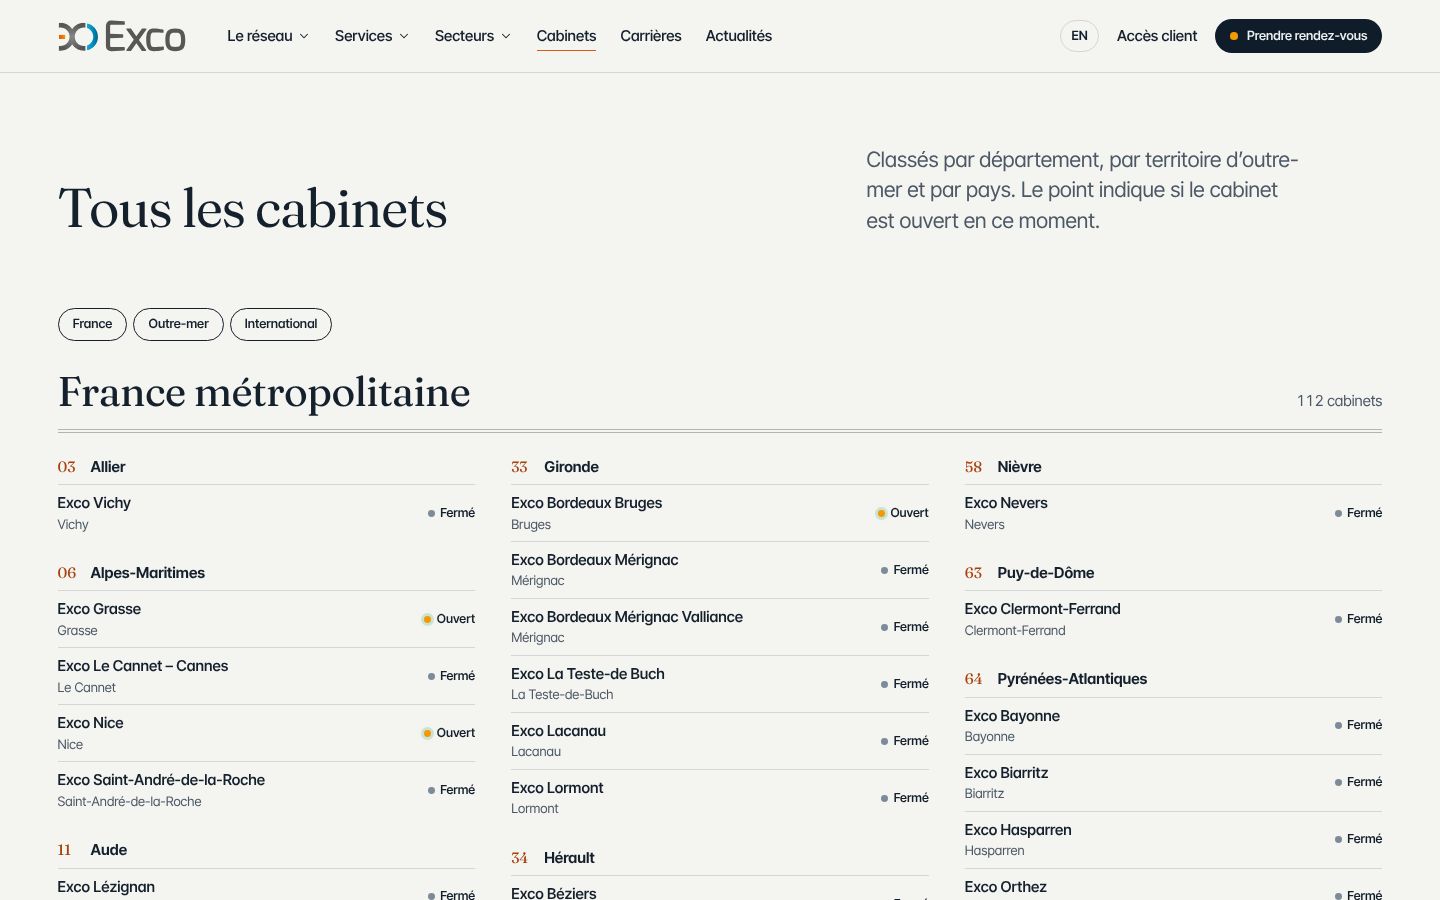 Exco
Le réseau
Services
Secteurs
Cabinets
Carrières
Actualités
EN
Accès client
Prendre rendez-vous
Tous les cabinets
Classés par département, par territoire d’outre-
mer et par pays. Le point indique si le cabinet
est ouvert en ce moment.
France
Outre-mer
International
France métropolitaine
112 cabinets
03 Allier
Exco Vichy
Vichy
Fermé
06 Alpes-Maritimes
Exco Grasse
Grasse
Ouvert
Exco Le Cannet – Cannes
Le Cannet
Fermé
Exco Nice
Nice
Ouvert
Exco Saint-André-de-la-Roche
Saint-André-de-la-Roche
Fermé
11 Aude
Exco Lézignan
Fermé
33 Gironde
Exco Bordeaux Bruges
Bruges
Ouvert
Exco Bordeaux Mérignac
Mérignac
Fermé
Exco Bordeaux Mérignac Valliance
Mérignac
Fermé
Exco La Teste-de Buch
La Teste-de-Buch
Fermé
Exco Lacanau
Lacanau
Fermé
Exco Lormont
Lormont
Fermé
34 Hérault
Exco Béziers
58 Nièvre
Exco Nevers
Nevers
Fermé
63 Puy-de-Dôme
Exco Clermont-Ferrand
Clermont-Ferrand
Fermé
64 Pyrénées-Atlantiques
Exco Bayonne
Bayonne
Fermé
Exco Biarritz
Biarritz
Fermé
Exco Hasparren
Hasparren
Fermé
Exco Orthez
Fermé